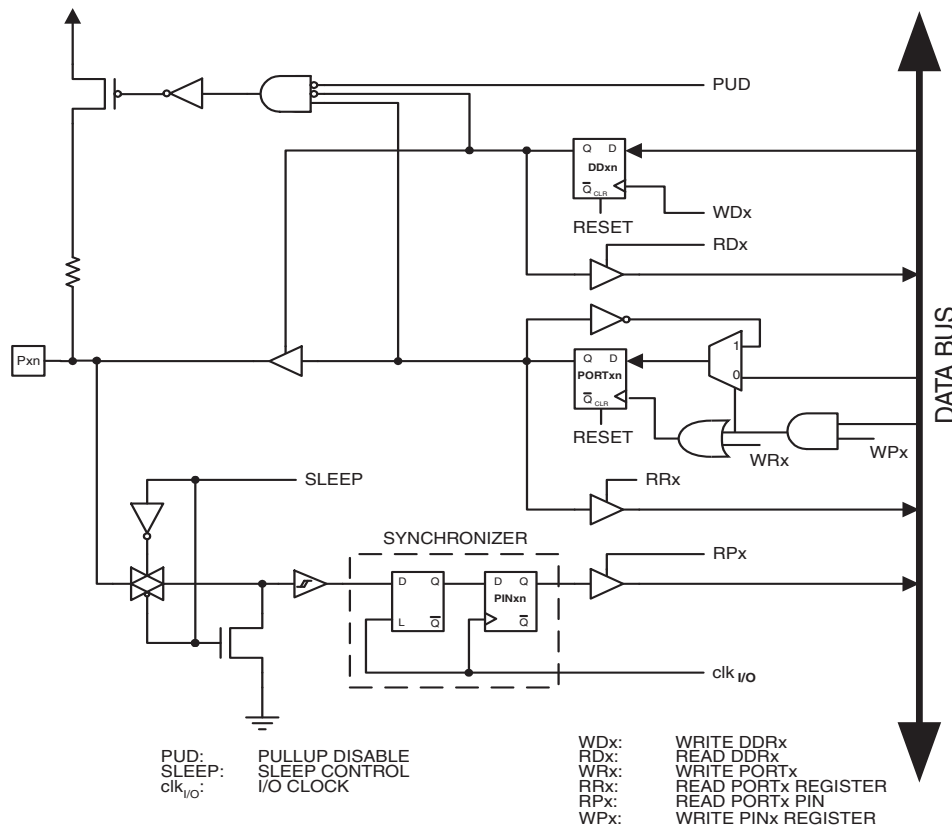 PUD
Q D
DDxn
Q CLR
WDx
RESET
RDx
Pxn
1
Q D
PORTxn
0
Q CLR
RESET
WRx
WPx
DATA BUS
SLEEP
RRx
SYNCHRONIZER
RPx
D Q
D Q
PINxn
L Q
Q
clk I/O
PUD: PULLUP DISABLE
SLEEP: SLEEP CONTROL
clkI/O: I/O CLOCK
WDx: WRITE DDRx
RDx: READ DDRx
WRx: WRITE PORTx
RRx: READ PORTx REGISTER
RPx: READ PORTx PIN
WPx: WRITE PINx REGISTER